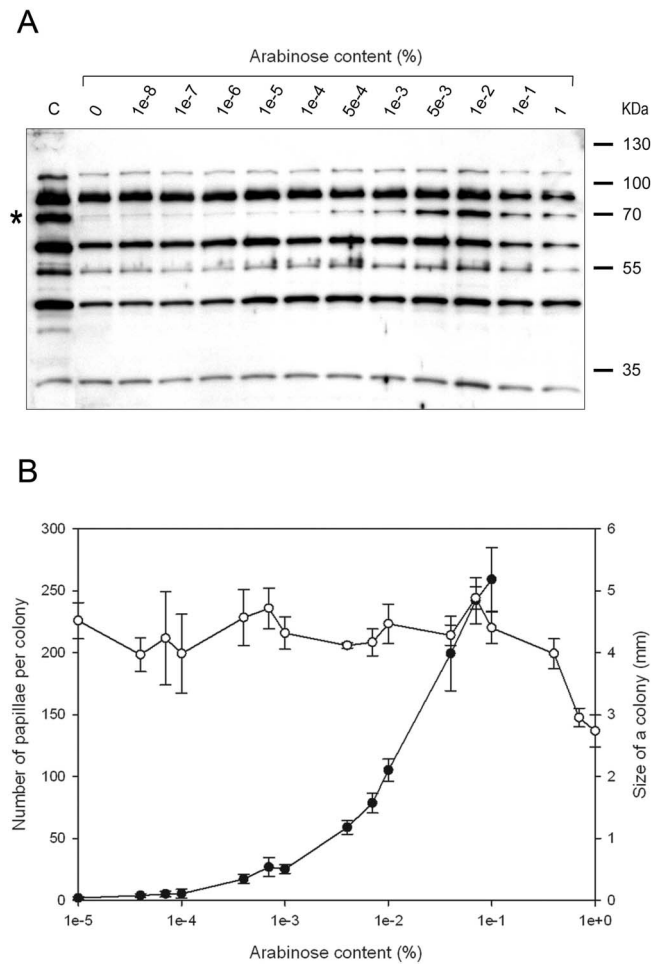 A
Arabinose content (%)
C 0 1e-8 1e-7 1e-6 1e-5 1e-4 5e-4 1e-3 5e-3 1e-2 1e-1 1 KDa
130
100
*
70
55
35
B
Number of papillae per colony
300
250
200
150
100
50
0
6
5
4
3
2
1
0
Size of a colony (mm)
1e-5 1e-4 1e-3 1e-2 1e-1 1e+0
Arabinose content (%)